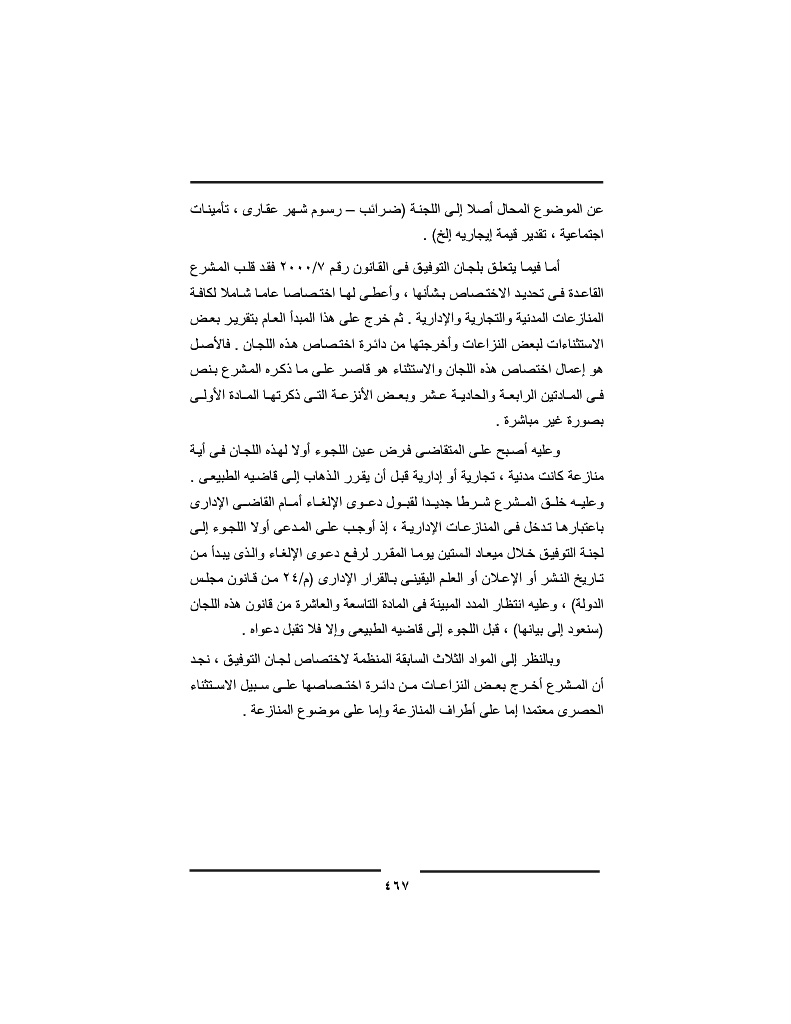 عن الموضوع المحال أصلا إلى اللجنة (ضرائب – رسوم شهر عقارى ، تأمينات
اجتماعية ، تقدير قيمة إيجاريه إلخ) .
أما فيما يتعلق بلجان التوفيق فى القانون رقم ٢٠٠٠/٧ فقد قلب المشرع
القاعدة فى تحديد الاختصاص بشأنها ، وأعطى لها اختصاصا عاما شاملا لكافة
المنازعات المدنية والتجارية والإدارية . ثم خرج على هذا المبدأ العام بتقرير بعض
الاستثناءات لبعض النزاعات وأخرجتها من دائرة اختصاص هذه اللجان . فالأصل
هو إعمال اختصاص هذه اللجان والاستثناء هو قاصر على ما ذكره المشرع بنص
فى المادتين الرابعة والحادية عشر وبعض الأنزعة التى ذكرتها المادة الأولى
بصورة غير مباشرة .
وعليه أصبح على المتقاضى فرض عين اللجوء أولا لهذه اللجان فى أية
منازعة كانت مدنية ، تجارية أو إدارية قبل أن يقرر الذهاب إلى قاضيه الطبيعى .
وعليه خلق المشرع شرطا جديدا لقبول دعوى الإلغاء أمام القاضى الإدارى
باعتبارها تدخل فى المنازعات الإدارية ، إذ أوجب على المدعى أولا اللجوء إلى
لجنة التوفيق خلال ميعاد الستين يوما المقرر لرفع دعوى الإلغاء والذى يبدأ من
تاريخ النشر أو الإعلان أو العلم اليقينى بالقرار الإدارى (م/٢٤ من قانون مجلس
الدولة) ، وعليه انتظار المدد المبينة فى المادة التاسعة والعاشرة من قانون هذه اللجان
(سنعود إلى بيانها) ، قبل اللجوء إلى قاضيه الطبيعى وإلا فلا تقبل دعواه .
وبالنظر إلى المواد الثلاث السابقة المنظمة لاختصاص لجان التوفيق ، نجد
أن المشرع أخرج بعض النزاعات من دائرة اختصاصها على سبيل الاستثناء
الحصرى معتمدا إما على أطراف المنازعة وإما على موضوع المنازعة .
٤٦٧